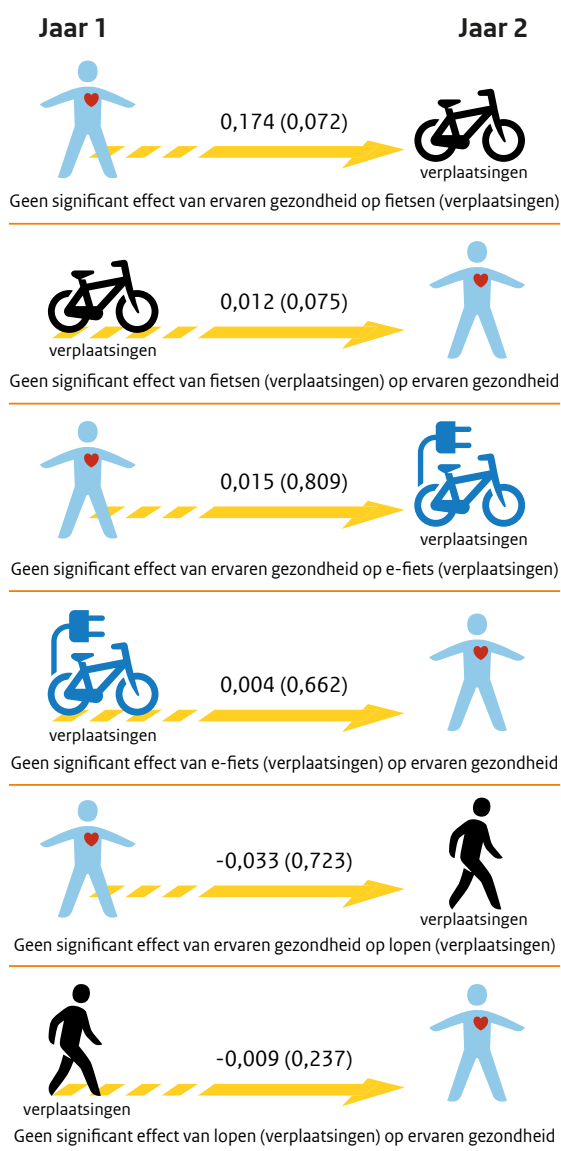 Jaar 1
Jaar 2
0,174 (0,072)
verplaatsingen
Geen significant effect van ervaren gezondheid op fietsen (verplaatsingen)
0,012 (0,075)
verplaatsingen
Geen significant effect van fietsen (verplaatsingen) op ervaren gezondheid
0,015 (0,809)
verplaatsingen
Geen significant effect van ervaren gezondheid op e-fiets (verplaatsingen)
0,004 (0,662)
verplaatsingen
Geen significant effect van e-fiets (verplaatsingen) op ervaren gezondheid
-0,033 (0,723)
verplaatsingen
Geen significant effect van ervaren gezondheid op lopen (verplaatsingen)
-0,009 (0,237)
verplaatsingen
Geen significant effect van lopen (verplaatsingen) op ervaren gezondheid